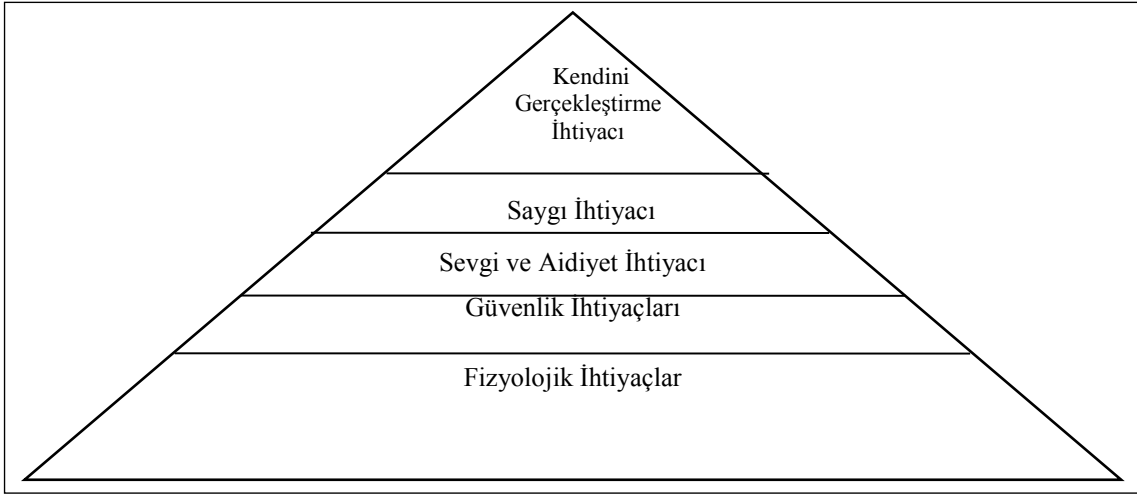 Kendini
Gerçekleştirme
İhtiyacı
Saygı İhtiyacı
Sevgi ve Aidiyet İhtiyacı
Güvenlik İhtiyaçları
Fizyolojik İhtiyaçlar